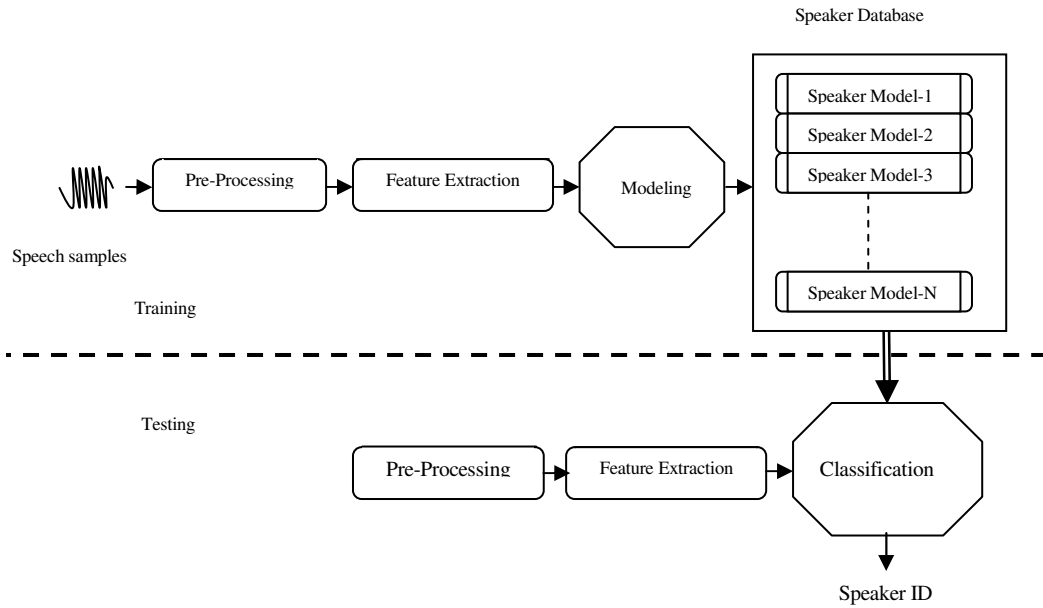 Speaker Database
Speaker Model-1
Speaker Model-2
Speaker Model-3
Pre-Processing
Feature Extraction
Modeling
Speech samples
Speaker Model-N
Training
Testing
Pre-Processing
Feature Extraction
Classification
Speaker ID